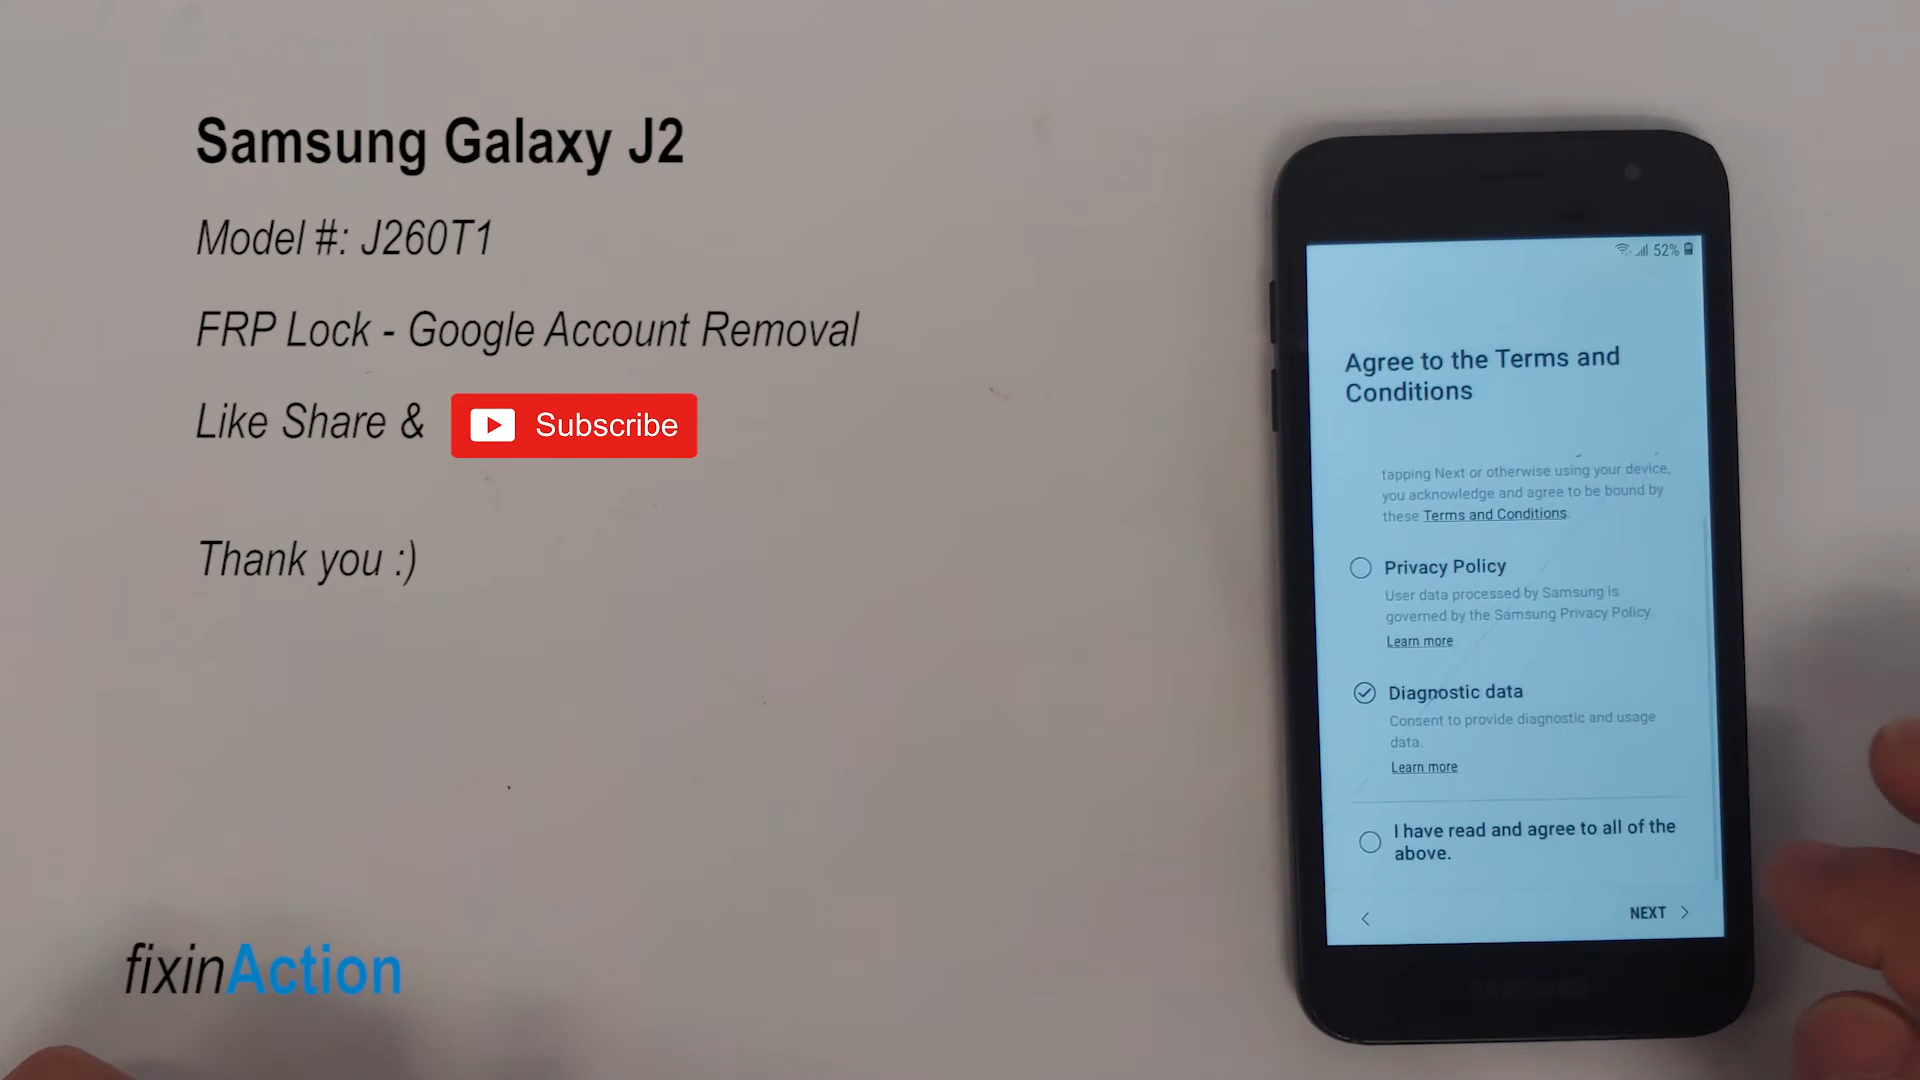 Samsung Galaxy J2
Model #: J260T1
FRP Lock - Google Account Removal
Like Share &
Subscribe
Thank you :)
fixinAction
52%
Agree to the Terms and
Conditions
tapping Next or otherwise using your device,
you acknowledge and agree to be bound by
these Terms and Conditions.
Privacy Policy
User data processed by Samsung is
governed by the Samsung Privacy Policy.
Learn more
Diagnostic data
Consent to provide diagnostic and usage
data.
Learn more
I have read and agree to all of the
above.
NEXT